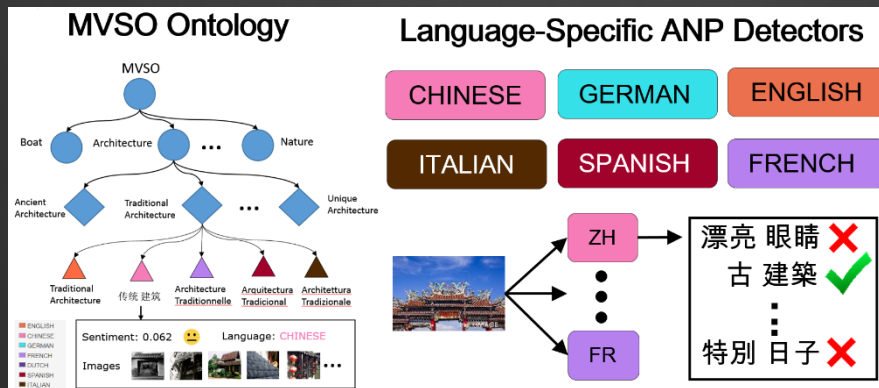 MVSO Ontology
MVSO
Boat
Architecture
...
Nature
Ancient
Architecture
Traditional
Architecture
...
Unique
Architecture
Traditional
Architecture
传统 建筑
Architecture
Traditionnelle
Arquitectura
Tradicional
Architettura
Tradizionale
ENGLISH
CHINESE
GERMAN
FRENCH
DUTCH
SPANISH
ITALIAN
Sentiment: 0.062
Language: CHINESE
Images
...
Language-Specific ANP Detectors
CHINESE
GERMAN
ENGLISH
ITALIAN
SPANISH
FRENCH
ZH
FR
漂亮 眼睛
古 建築
特別 日子